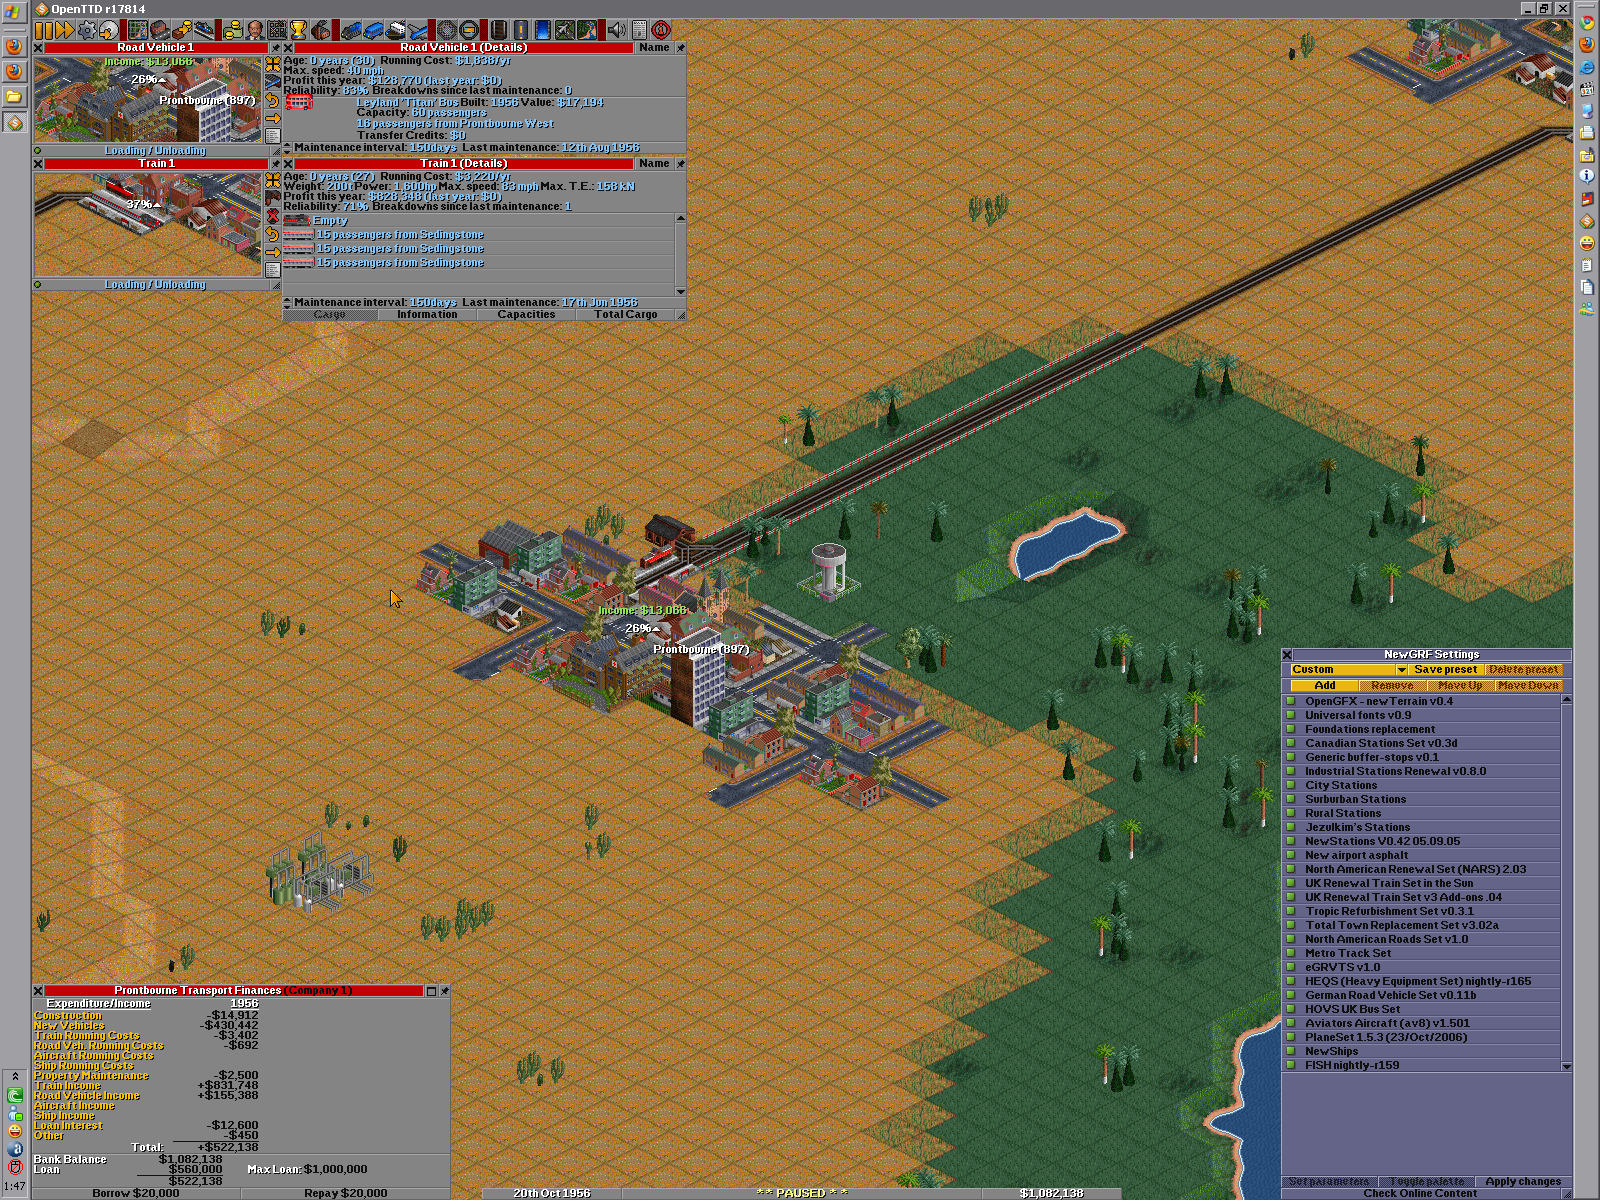 OpenTTD r17814
Road Vehicle 1
Income: $13,066
26%
Prontbourne (897)
Loading / Unloading
Road Vehicle 1 (Details)
Name
Age: 0 years (30) Running Cost: $1,838/yr
Max. speed: 40 mph
Profit this year: $128,770 (last year: $0)
Reliability: 83% Breakdowns since last maintenance: 0
Leyland 'Titan' Bus Built: 1956 Value: $17,194
Capacity: 60 passengers
16 passengers from Prontbourne West
Transfer Credits: $0
Maintenance interval: 150days Last maintenance: 12th Aug 1956
Train 1
37%
Loading / Unloading
Train 1 (Details)
Name
Age: 0 years (27) Running Cost: $3,220/yr
Weight: 200t Power: 1,600hp Max. speed: 83 mph Max. T.E.: 158 kN
Profit this year: $828,348 (last year: $0)
Reliability: 71% Breakdowns since last maintenance: 1
Empty
15 passengers from Sedingstone
15 passengers from Sedingstone
15 passengers from Sedingstone
Maintenance interval: 150days Last maintenance: 17th Jun 1956
Cargo
Information
Capacities
Total Cargo
Income: $13,066
26%
Prontbourne (897)
NewGRF Settings
Custom
Save preset
Delete preset
Add
Remove
Move Up
Move Down
OpenGFX - newTerrain v0.4
Universal fonts v0.9
Foundations replacement
Canadian Stations Set v0.3d
Generic buffer-stops v0.1
Industrial Stations Renewal v0.8.0
City Stations
Suburban Stations
Rural Stations
Jezulkim's Stations
NewStations V0.42 05.09.05
New airport asphalt
North American Renewal Set (NARS) 2.03
UK Renewal Train Set in the Sun
UK Renewal Train Set v3 Add-ons .04
Tropic Refurbishment Set v0.3.1
Total Town Replacement Set v3.02a
North American Roads Set v1.0
Metro Track Set
eGRVTS v1.0
HEQS (Heavy Equipment Set) nightly-r165
German Road Vehicle Set v0.11b
HOVS UK Bus Set
Aviators Aircraft (av8) v1.501
PlaneSet 1.5.3 (23/Oct/2006)
NewShips
FISH nightly-r159
Set parameters
Toggle palette
Apply changes
Check Online Content
Prontbourne Transport Finances (Company 1)
Expenditure/Income 1956
Construction -$14,912
New Vehicles -$430,442
Train Running Costs -$3,402
Road Veh. Running Costs -$692
Aircraft Running Costs
Ship Running Costs
Property Maintenance -$2,500
Train Income +$831,748
Road Vehicle Income +$155,388
Aircraft Income
Ship Income
Loan Interest -$12,600
Other -$450
Total: +$522,138
Bank Balance $1,082,138
Loan $560,000 Max Loan: $1,000,000
$522,138
Borrow $20,000
Repay $20,000
20th Oct 1956
* * PAUSED * *
$1,082,138
1:47